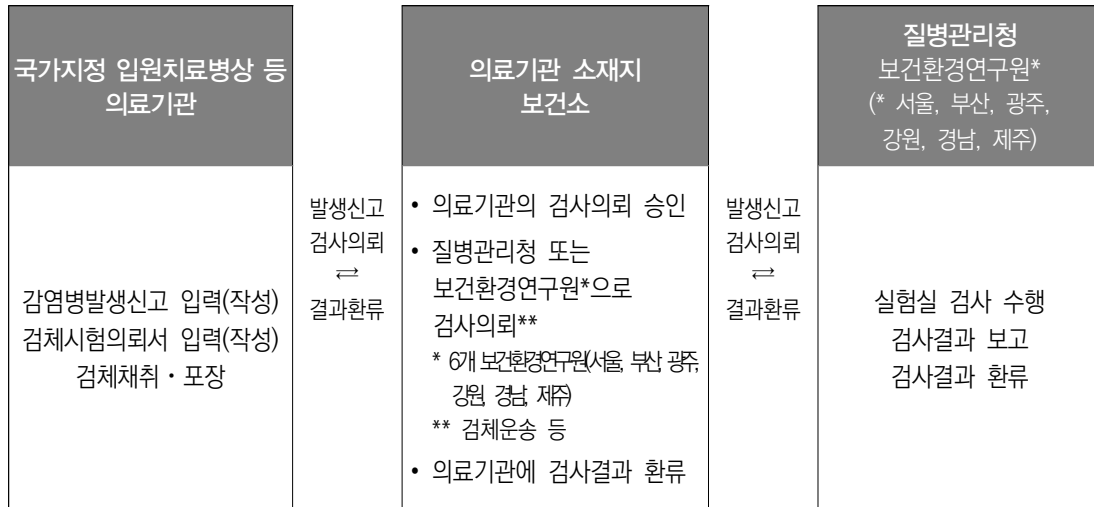 국가지정 입원치료병상 등
의료기관
감염병발생신고 입력(작성)
검체시험의뢰서 입력(작성)
검체채취・포장
발생신고
검사의뢰
⇄
결과환류
의료기관 소재지
보건소
• 의료기관의 검사의뢰 승인
• 질병관리청 또는
보건환경연구원*으로
검사의뢰**
* 6개 보건환경연구원(서울, 부산, 광주,
강원, 경남, 제주)
** 검체운송 등
• 의료기관에 검사결과 환류
발생신고
검사의뢰
⇄
결과환류
질병관리청
보건환경연구원*
(* 서울, 부산, 광주,
강원, 경남, 제주)
실험실 검사 수행
검사결과 보고
검사결과 환류